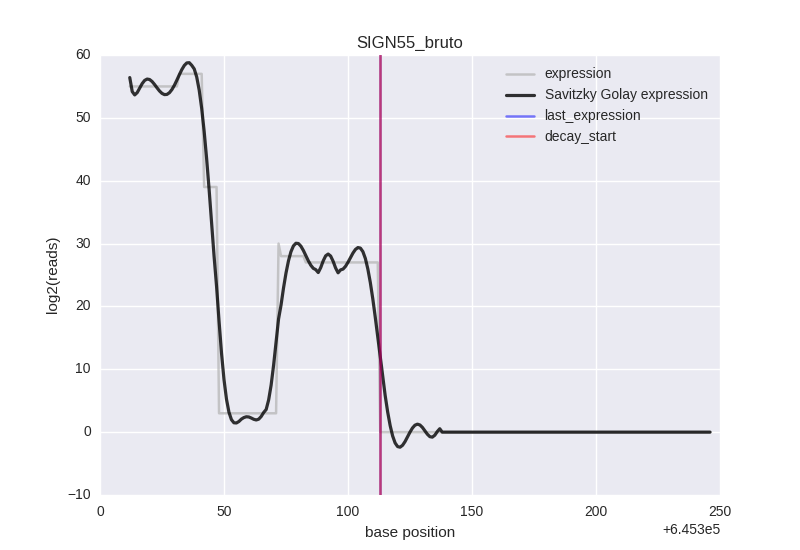 SIGN55_bruto
60
50
40
30
20
10
0
−10
log2(reads)
expression
Savitzky Golay expression
last_expression
decay_start
0 50 100 150 200 250
+6.453e5
base position